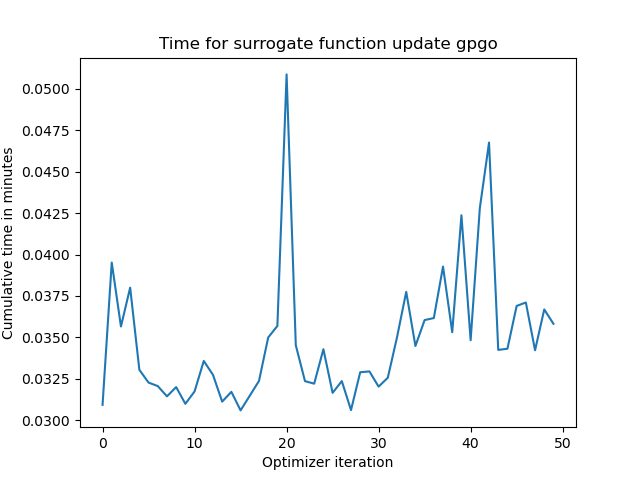 Time for surrogate function update gpgo
Cumulative time in minutes
0.0500
0.0475
0.0450
0.0425
0.0400
0.0375
0.0350
0.0325
0.0300
0 10 20 30 40 50
Optimizer iteration